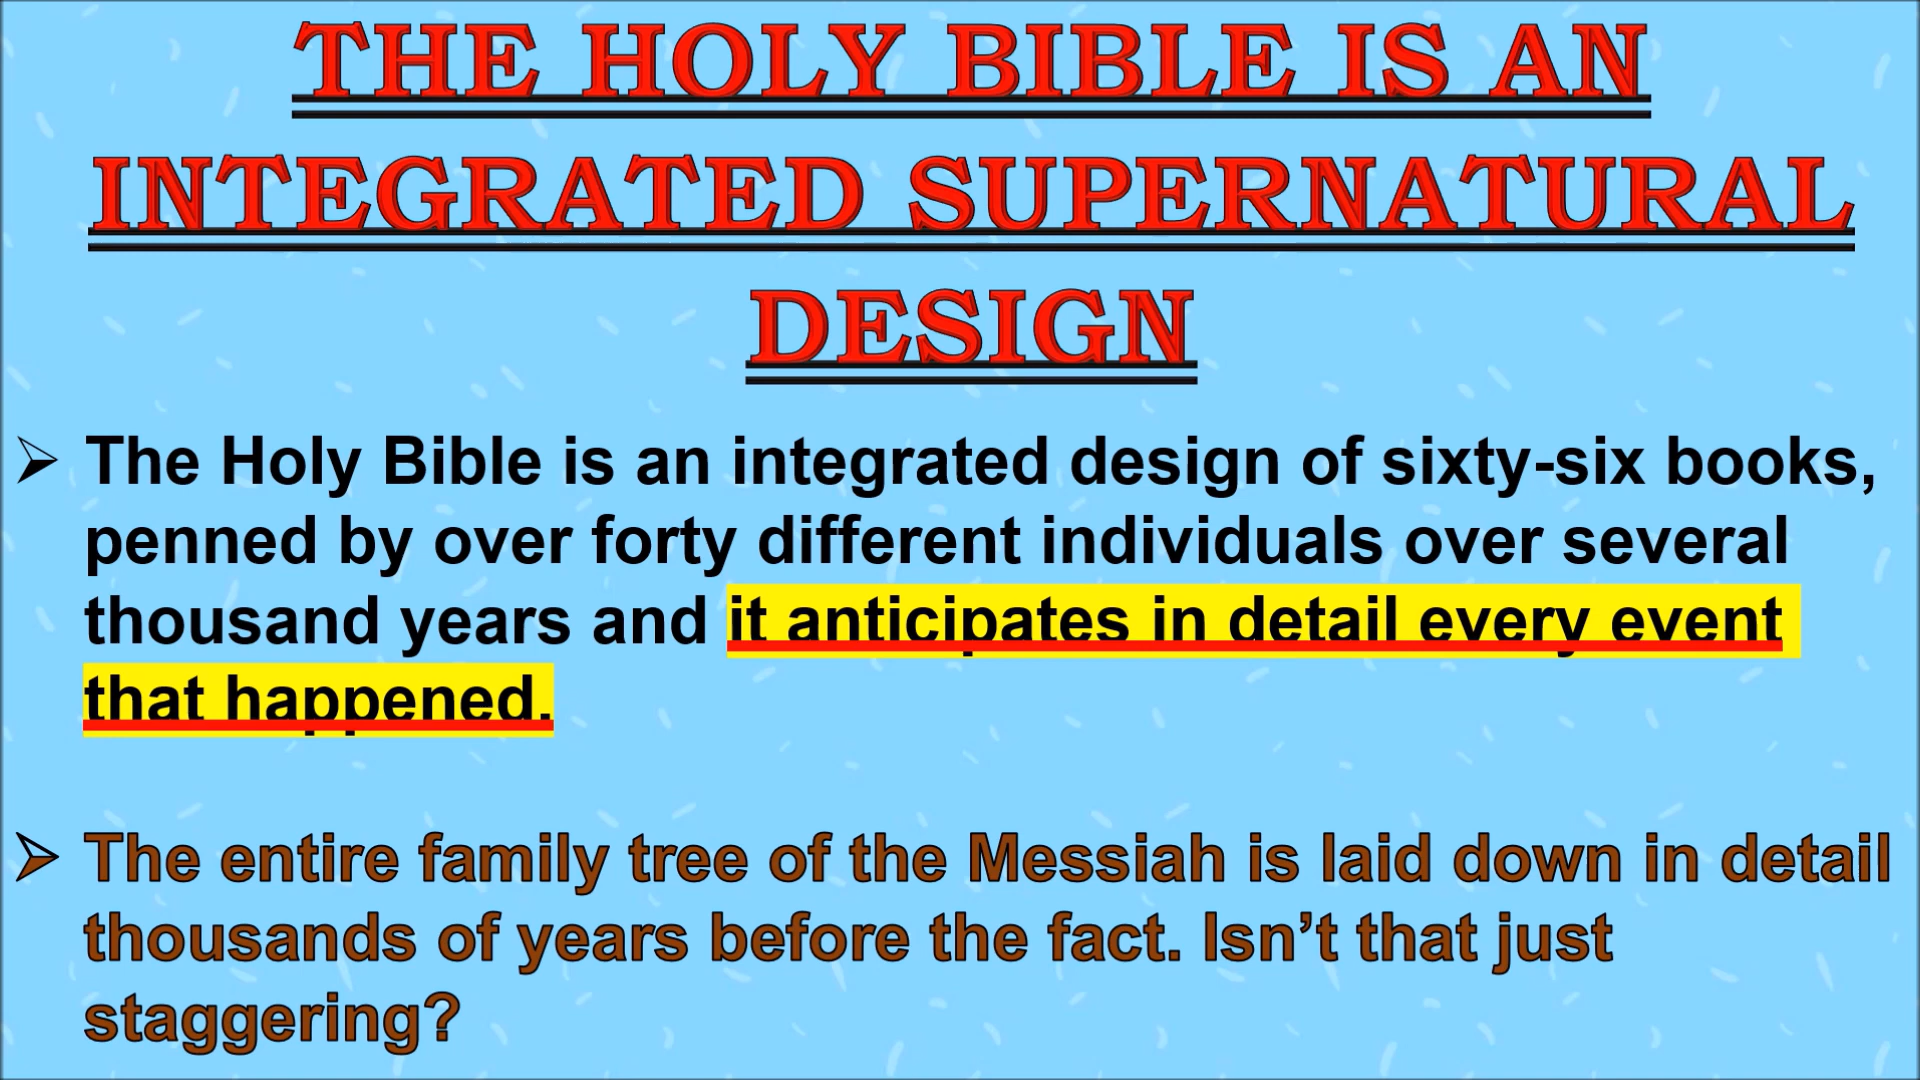 THE HOLY BIBLE IS AN
INTEGRATED SUPERNATURAL
DESIGN
➢ The Holy Bible is an integrated design of sixty-six books,
penned by over forty different individuals over several
thousand years and it anticipates in detail every event
that happened.
➢ The entire family tree of the Messiah is laid down in detail
thousands of years before the fact. Isn’t that just
staggering?